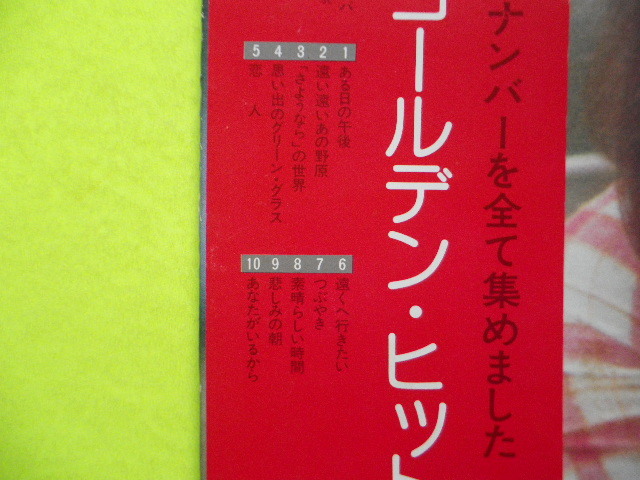 ナンバーを全て集めました
ゴールデン・ヒット
1 ある日の午後
2 遠い遠いあの野原
3 「さようなら」の世界
4 思い出のグリーン・グラス
5 恋人
6 遠くへ行きたい
7 つぶやき
8 素晴らしい時間
9 悲しみの朝
10 あなたがいるから